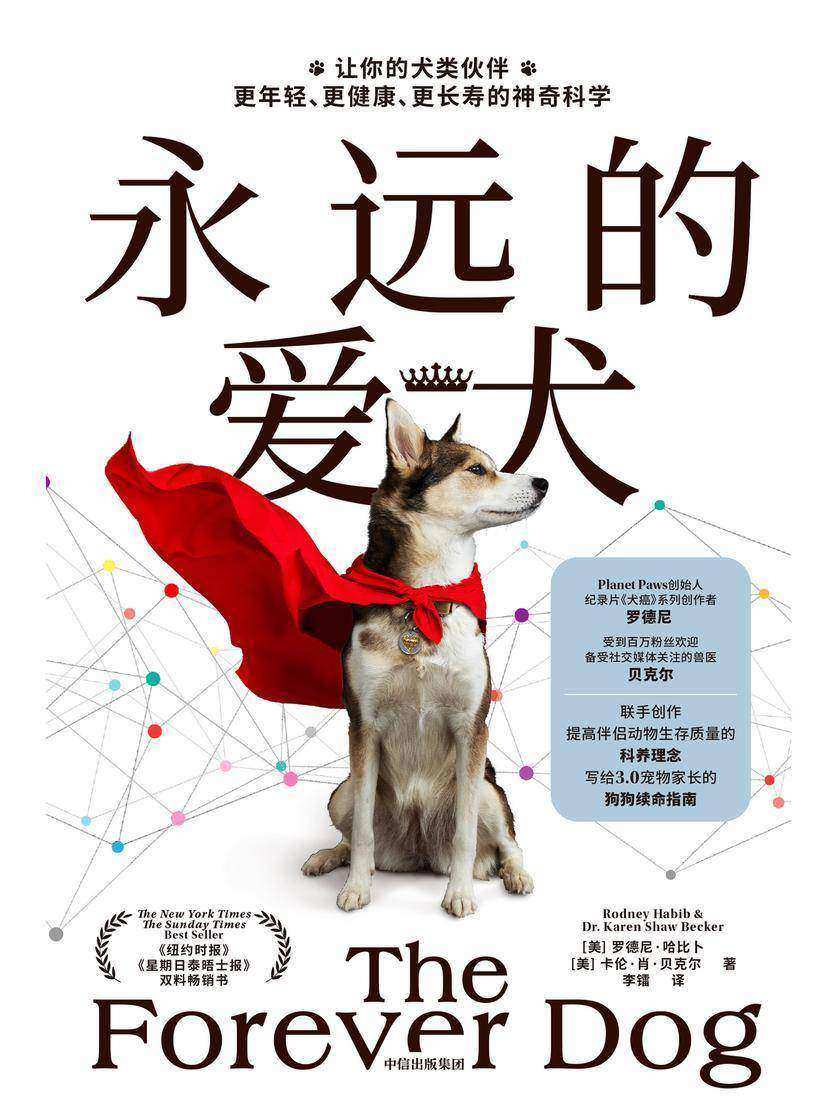 让你的犬类伙伴
更年轻、更健康、更长寿的神奇科学
永远的
爱犬
Planet Paws创始人
纪录片《犬癌》系列创作者
罗德尼
受到百万粉丝欢迎
备受社交媒体关注的兽医
贝克尔
联手创作
提高伴侣动物生存质量的
科养理念
写给3.0宠物家长的
狗狗续命指南
The New York Times
The Sunday Times
Best Seller
《纽约时报》
《星期日泰晤士报》
双料畅销书
Rodney Habib &
Dr. Karen Shaw Becker
[美] 罗德尼·哈比卜
[美] 卡伦·肖·贝克尔 著
李镭 译
The
Forever Dog
中信出版集团